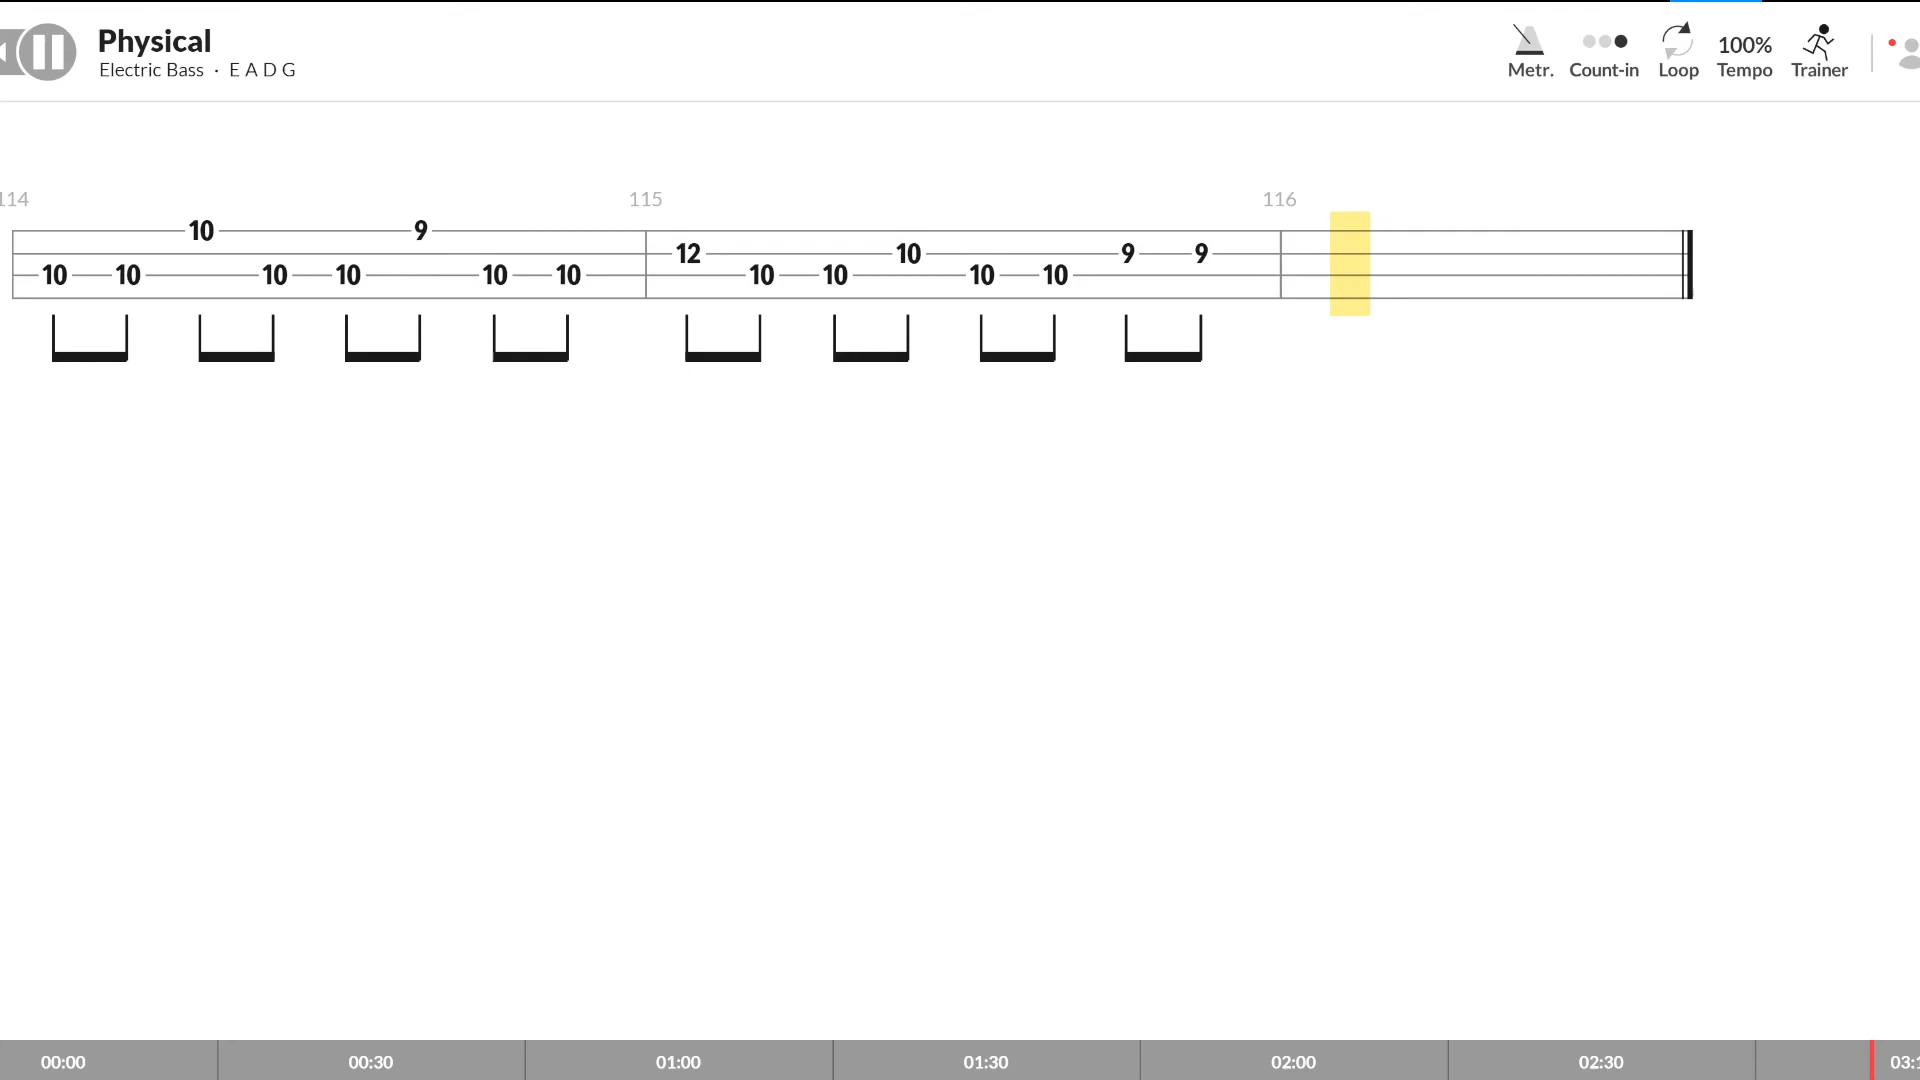 Physical
Electric Bass · E A D G
Metr.
Count-in
Loop
100%
Tempo
Trainer
114 115 116
10 9
12 10 9 9
10 10 10 10 10 10 10 10 10 10
00:00 00:30 01:00 01:30 02:00 02:30